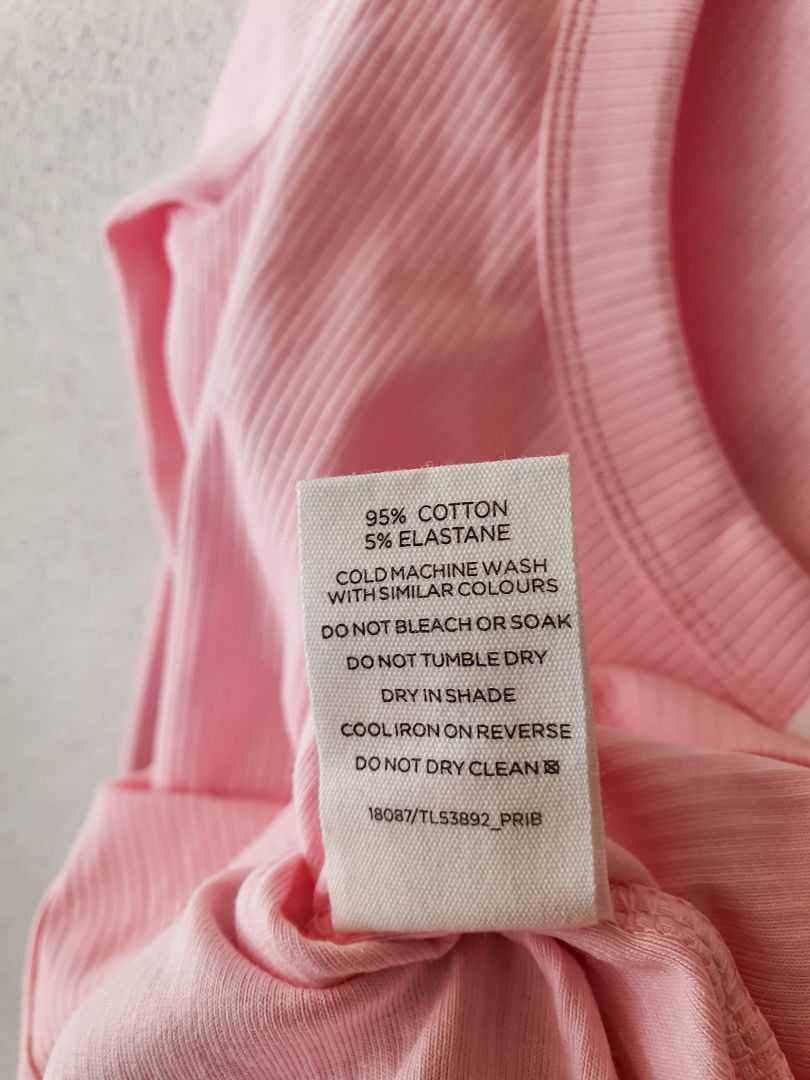 95% COTTON
5% ELASTANE
COLD MACHINE WASH
WITH SIMILAR COLOURS
DO NOT BLEACH OR SOAK
DO NOT TUMBLE DRY
DRY IN SHADE
COOL IRON ON REVERSE
DO NOT DRY CLEAN
18087/TL53892_PRIB